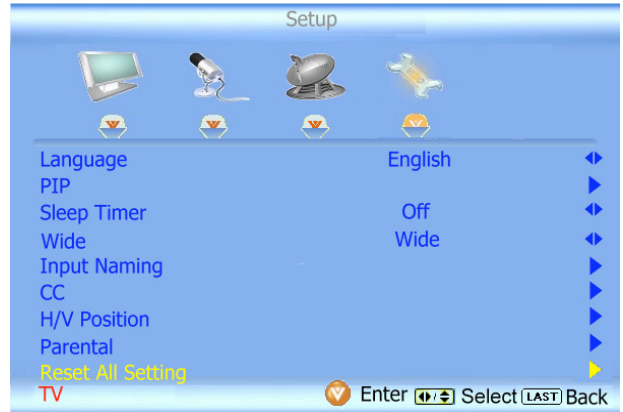 Setup
Language English
PIP
Sleep Timer Off
Wide Wide
Input Naming
CC
H/V Position
Parental
Reset All Setting
TV Enter Select LAST Back